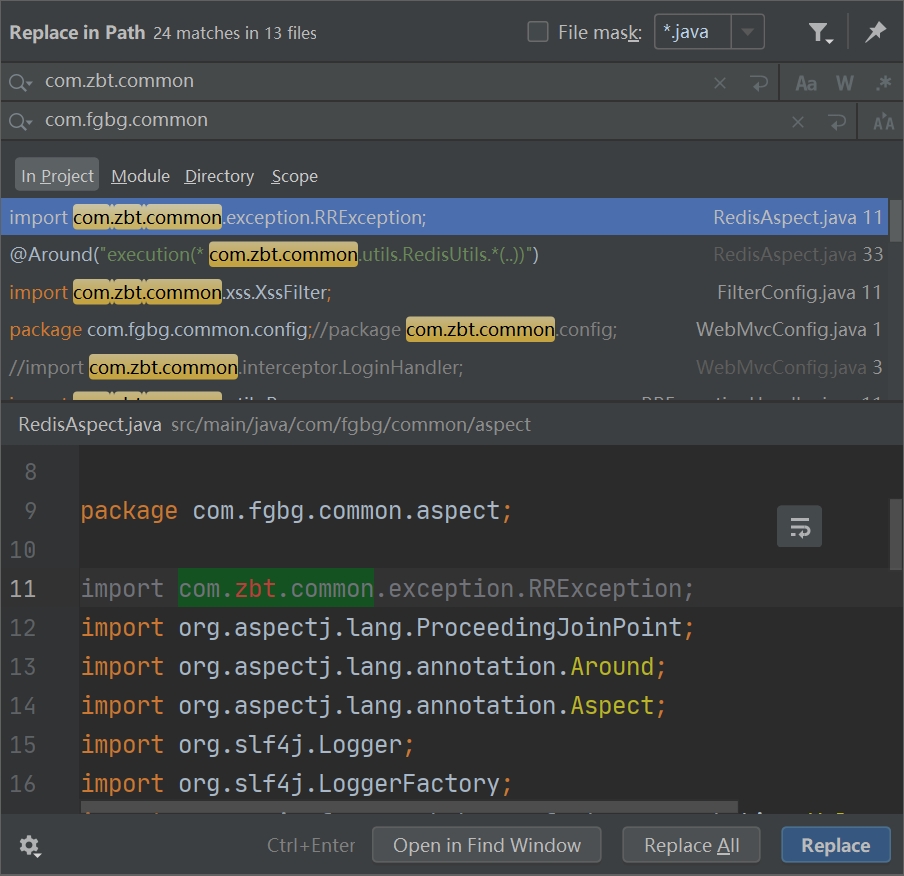 Replace in Path 24 matches in 13 files File mask: *.java
com.zbt.common Aa W .*
com.fgbg.common AA
In Project Module Directory Scope
import com.zbt.common.exception.RRException; RedisAspect.java 11
@Around("execution(* com.zbt.common.utils.RedisUtils.*(..))") RedisAspect.java 33
import com.zbt.common.xss.XssFilter; FilterConfig.java 11
package com.fgbg.common.config;//package com.zbt.common.config; WebMvcConfig.java 1
//import com.zbt.common.interceptor.LoginHandler; WebMvcConfig.java 3
RedisAspect.java src/main/java/com/fgbg/common/aspect
8
9 package com.fgbg.common.aspect;
10
11 import com.zbt.common.exception.RRException;
12 import org.aspectj.lang.ProceedingJoinPoint;
13 import org.aspectj.lang.annotation.Around;
14 import org.aspectj.lang.annotation.Aspect;
15 import org.slf4j.Logger;
16 import org.slf4j.LoggerFactory;
Ctrl+Enter Open in Find Window Replace All Replace